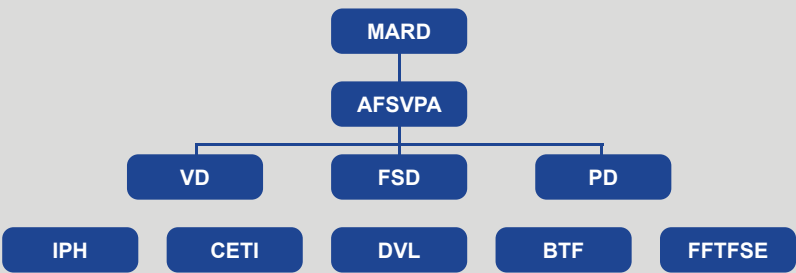 MARD
AFSVPA
VD FSD PD
IPH CETI DVL BTF FFTFSE